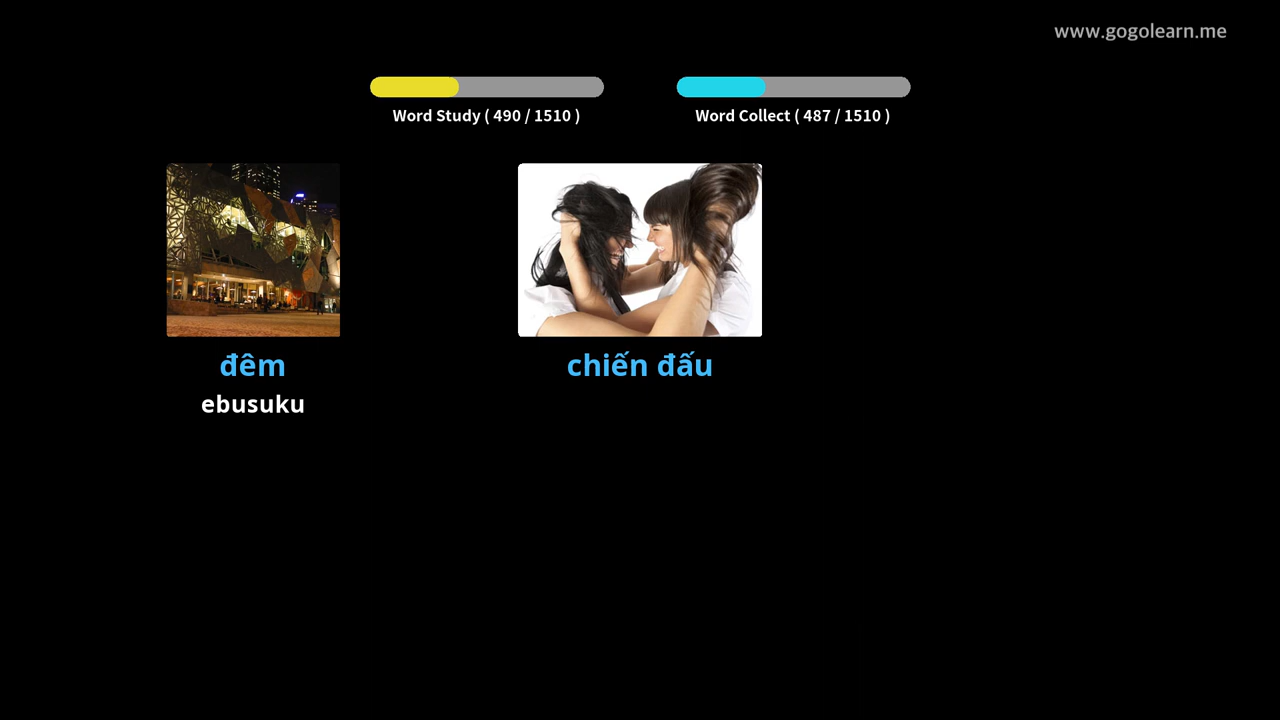 www.gogolearn.me
Word Study ( 490 / 1510 )
Word Collect ( 487 / 1510 )
đêm
ebusuku
chiến đấu